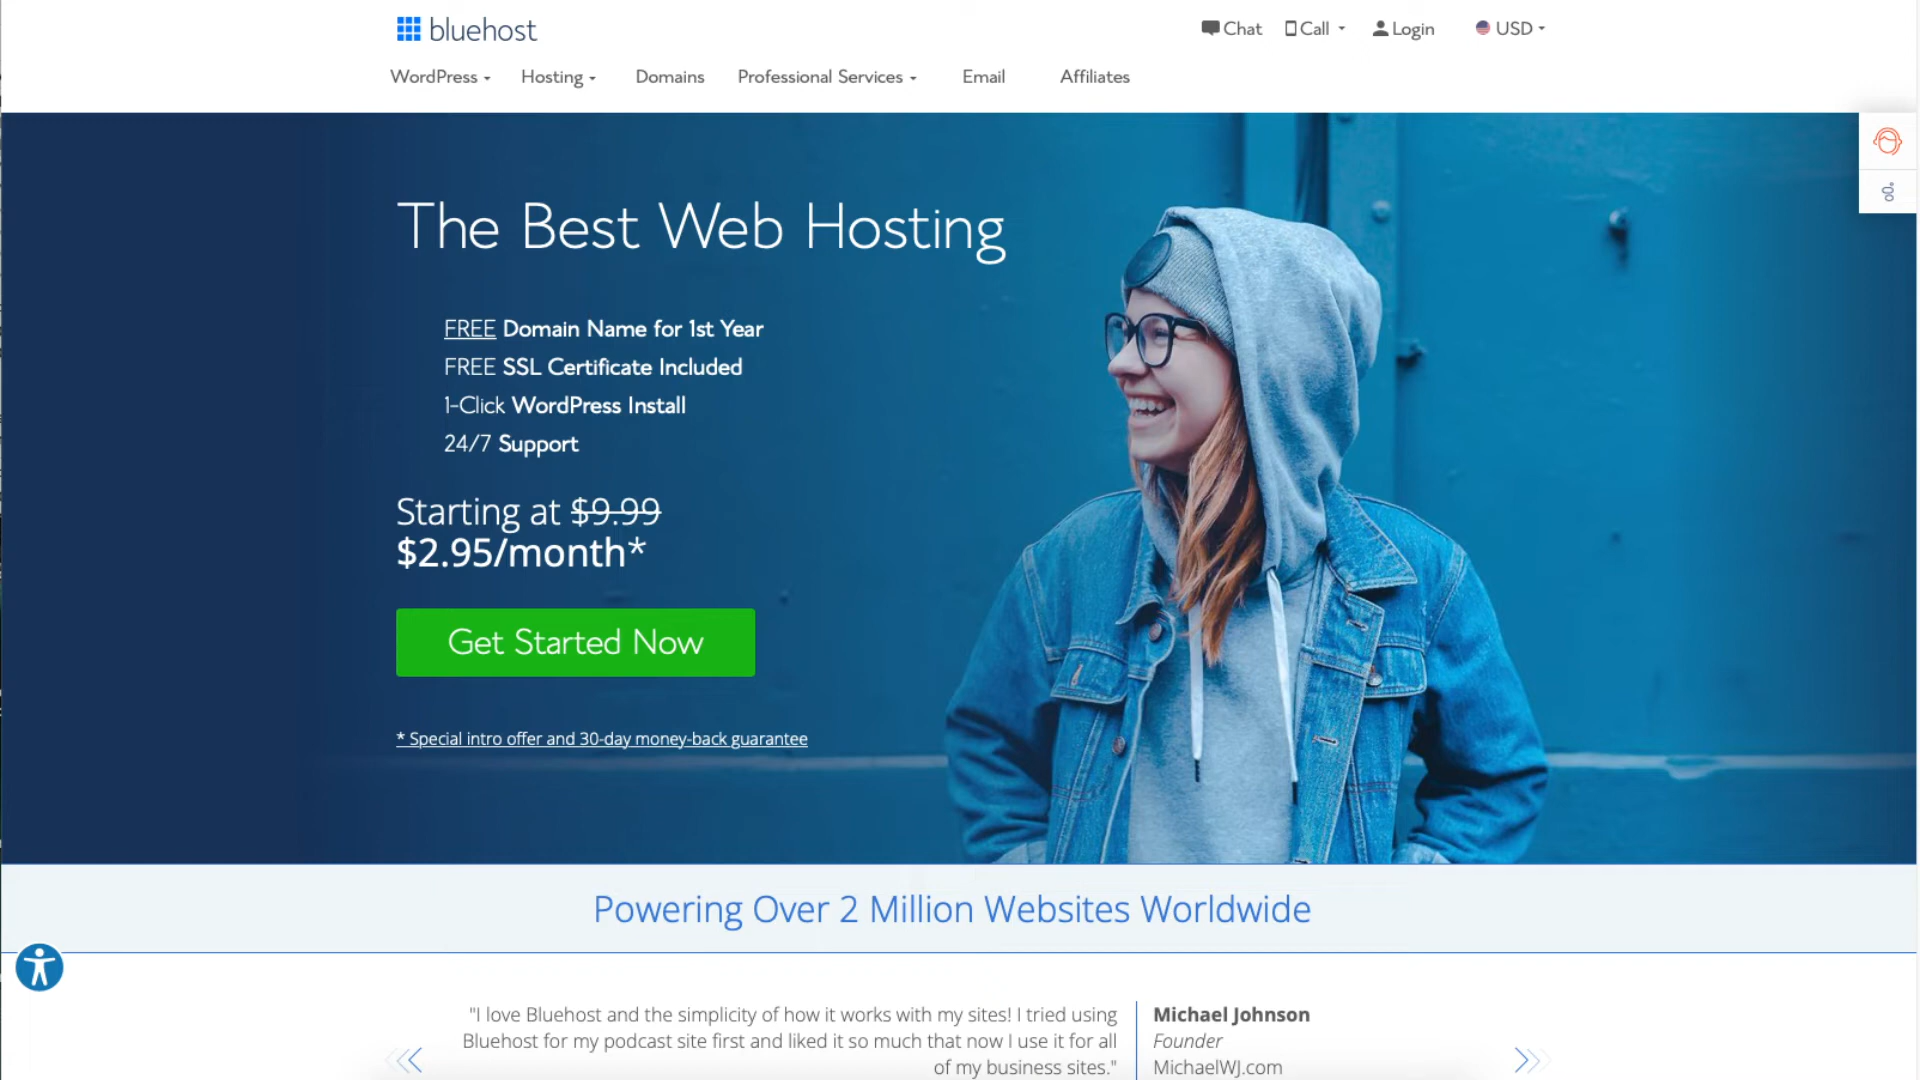 bluehost
Chat Call Login USD
WordPress Hosting Domains Professional Services Email Affiliates
The Best Web Hosting
FREE Domain Name for 1st Year
FREE SSL Certificate Included
1-Click WordPress Install
24/7 Support
Starting at $9.99
$2.95/month*
Get Started Now
* Special intro offer and 30-day money-back guarantee
Powering Over 2 Million Websites Worldwide
"I love Bluehost and the simplicity of how it works with my sites! I tried using
Bluehost for my podcast site first and liked it so much that now I use it for all
of my business sites."
Michael Johnson
Founder
MichaelWJ.com